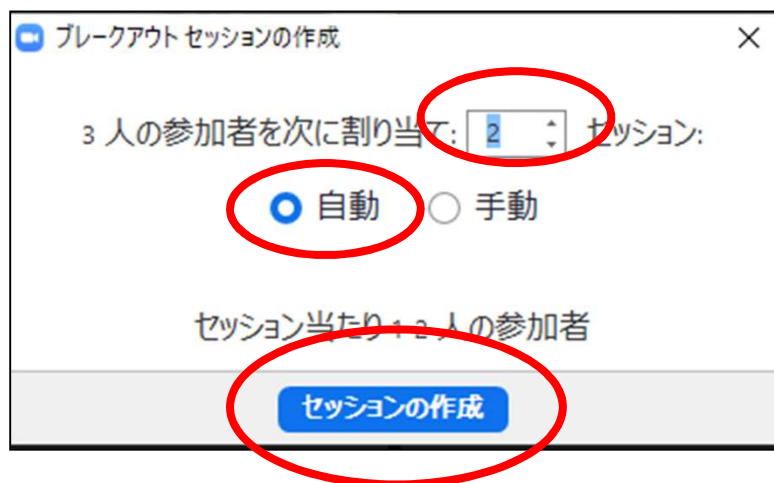 ブレークアウト セッションの作成
3 人の参加者を次に割り当て: 2 セッション:
自動 手動
セッション当たり 1-2 人の参加者
セッションの作成